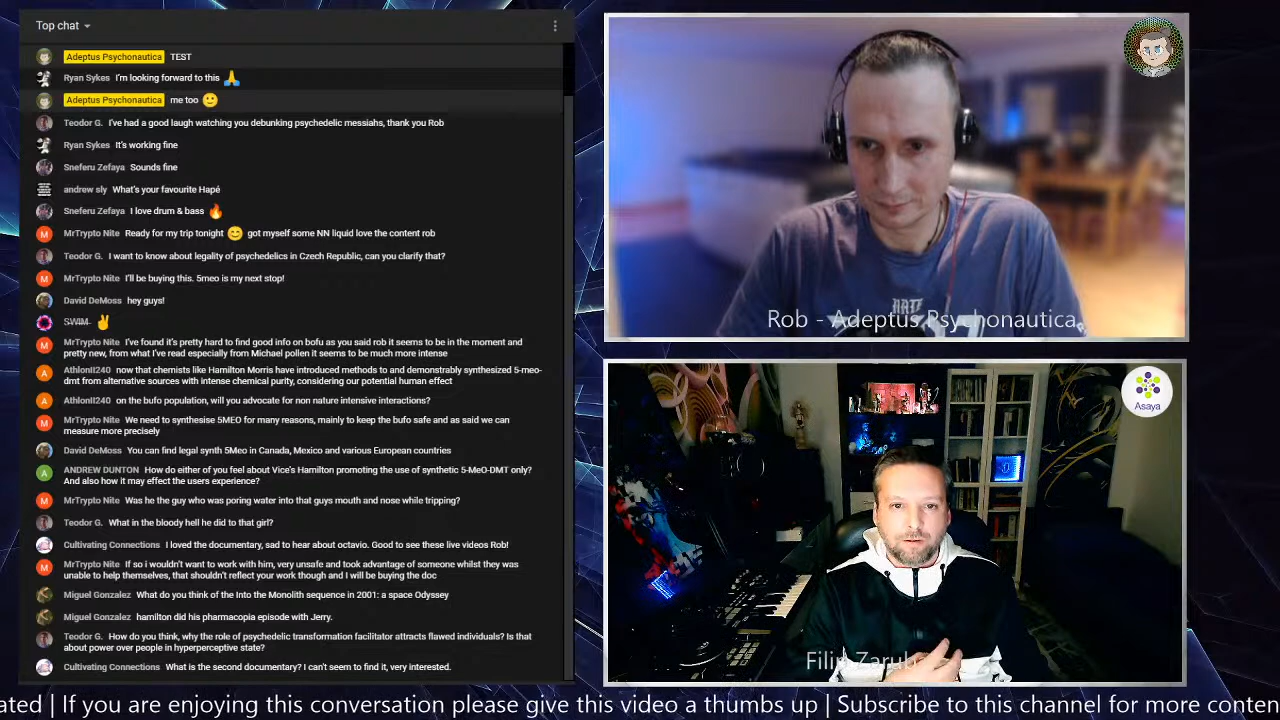 Top chat
Adeptus Psychonautica TEST
Ryan Sykes I'm looking forward to this 🙏
Adeptus Psychonautica me too 🙂
Teodor G. I've had a good laugh watching you debunking psychedelic messiahs, thank you Rob
Ryan Sykes It's working fine
Sneferu Zefaya Sounds fine
andrew sly What's your favourite Hapé
Sneferu Zefaya I love drum & bass 🔥
MrTrypto Nite Ready for my trip tonight 😊 got myself some NN liquid love the content rob
Teodor G. I want to know about legality of psychedelics in Czech Republic, can you clarify that?
MrTrypto Nite I'll be buying this. 5meo is my next stop!
David DeMoss hey guys!
SWIM- ✌
MrTrypto Nite I've found it's pretty hard to find good info on bofu as you said rob it seems to be in the moment and
pretty new, from what I've read especially from Michael pollen it seems to be much more intense
AthlonII240 now that chemists like Hamilton Morris have introduced methods to and demonstrably synthesized 5-meo-
dmt from alternative sources with intense chemical purity, considering our potential human effect
AthlonII240 on the bufo population, will you advocate for non nature intensive interactions?
MrTrypto Nite We need to synthesise 5MEO for many reasons, mainly to keep the bufo safe and as said we can
measure more precisely
David DeMoss You can find legal synth 5Meo in Canada, Mexico and various European countries
ANDREW DUNTON How do either of you feel about Vice's Hamilton promoting the use of synthetic 5-MeO-DMT only?
And also how it may effect the users experience?
MrTrypto Nite Was he the guy who was poring water into that guys mouth and nose while tripping?
Teodor G. What in the bloody hell he did to that girl?
Cultivating Connections I loved the documentary, sad to hear about octavio. Good to see these live videos Rob!
MrTrypto Nite If so i wouldn't want to work with him, very unsafe and took advantage of someone whilst they was
unable to help themselves, that shouldn't reflect your work though and I will be buying the doc
Miguel Gonzalez What do you think of the Into the Monolith sequence in 2001: a space Odyssey
Miguel Gonzalez hamilton did his pharmacopia episode with Jerry.
Teodor G. How do you think, why the role of psychedelic transformation facilitator attracts flawed individuals? Is that
about power over people in hyperperceptive state?
Cultivating Connections What is the second documentary? I can't seem to find it, very interested.
Rob - Adeptus Psychonautica
Asaya
Filip Zarub
ated | If you are enjoying this conversation please give this video a thumbs up | Subscribe to this channel for more conten